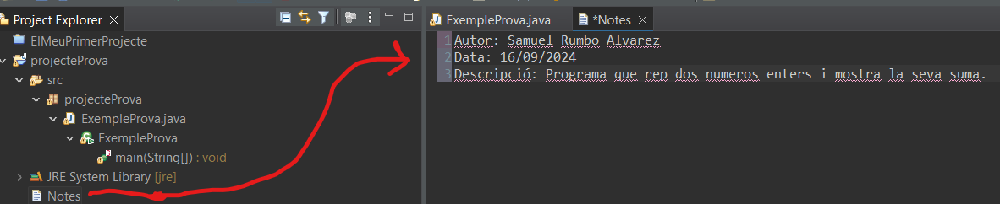 Project Explorer
ElMeuPrimerProjecte
projecteProva
src
projecteProva
ExempleProva.java
ExempleProva
main(String[]) : void
JRE System Library [jre]
Notes
ExempleProva.java
*Notes
1 Autor: Samuel Rumbo Alvarez
2 Data: 16/09/2024
3 Descripció: Programa que rep dos numeros enters i mostra la seva suma.